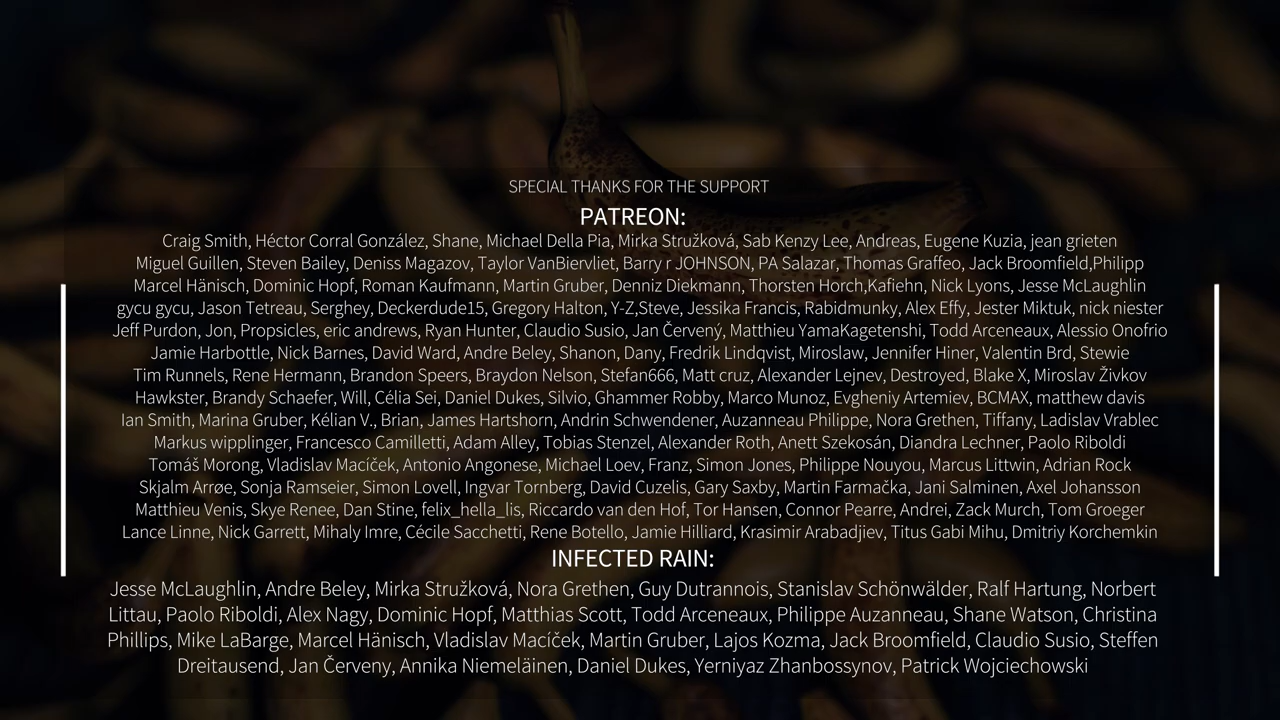 SPECIAL THANKS FOR THE SUPPORT
PATREON:
Craig Smith, Héctor Corral González, Shane, Michael Della Pia, Mirka Stružková, Sab Kenzy Lee, Andreas, Eugene Kuzia, jean grieten
Miguel Guillen, Steven Bailey, Deniss Magazov, Taylor VanBiervliet, Barry r JOHNSON, PA Salazar, Thomas Graffeo, Jack Broomfield,Philipp
Marcel Hänisch, Dominic Hopf, Roman Kaufmann, Martin Gruber, Denniz Diekmann, Thorsten Horch,Kafiehn, Nick Lyons, Jesse McLaughlin
gycu gycu, Jason Tetreau, Serghey, Deckerdude15, Gregory Halton, Y-Z,Steve, Jessika Francis, Rabidmunky, Alex Effy, Jester Miktuk, nick niester
Jeff Purdon, Jon, Propsicles, eric andrews, Ryan Hunter, Claudio Susio, Jan Červený, Matthieu YamaKagetenshi, Todd Arceneaux, Alessio Onofrio
Jamie Harbottle, Nick Barnes, David Ward, Andre Beley, Shanon, Dany, Fredrik Lindqvist, Miroslaw, Jennifer Hiner, Valentin Brd, Stewie
Tim Runnels, Rene Hermann, Brandon Speers, Braydon Nelson, Stefan666, Matt cruz, Alexander Lejnev, Destroyed, Blake X, Miroslav Živkov
Hawkster, Brandy Schaefer, Will, Célia Sei, Daniel Dukes, Silvio, Ghammer Robby, Marco Munoz, Evgheniy Artemiev, BCMAX, matthew davis
Ian Smith, Marina Gruber, Kélian V., Brian, James Hartshorn, Andrin Schwendener, Auzanneau Philippe, Nora Grethen, Tiffany, Ladislav Vrablec
Markus wipplinger, Francesco Camilletti, Adam Alley, Tobias Stenzel, Alexander Roth, Anett Szekosán, Diandra Lechner, Paolo Riboldi
Tomáš Morong, Vladislav Macíček, Antonio Angonese, Michael Loev, Franz, Simon Jones, Philippe Nouyou, Marcus Littwin, Adrian Rock
Skjalm Arrøe, Sonja Ramseier, Simon Lovell, Ingvar Tornberg, David Cuzelis, Gary Saxby, Martin Farmačka, Jani Salminen, Axel Johansson
Matthieu Venis, Skye Renee, Dan Stine, felix_hella_lis, Riccardo van den Hof, Tor Hansen, Connor Pearre, Andrei, Zack Murch, Tom Groeger
Lance Linne, Nick Garrett, Mihaly Imre, Cécile Sacchetti, Rene Botello, Jamie Hilliard, Krasimir Arabadjiev, Titus Gabi Mihu, Dmitriy Korchemkin
INFECTED RAIN:
Jesse McLaughlin, Andre Beley, Mirka Stružková, Nora Grethen, Guy Dutrannois, Stanislav Schönwälder, Ralf Hartung, Norbert
Littau, Paolo Riboldi, Alex Nagy, Dominic Hopf, Matthias Scott, Todd Arceneaux, Philippe Auzanneau, Shane Watson, Christina
Phillips, Mike LaBarge, Marcel Hänisch, Vladislav Macíček, Martin Gruber, Lajos Kozma, Jack Broomfield, Claudio Susio, Steffen
Dreitausend, Jan Červeny, Annika Niemeläinen, Daniel Dukes, Yerniyaz Zhanbossynov, Patrick Wojciechowski